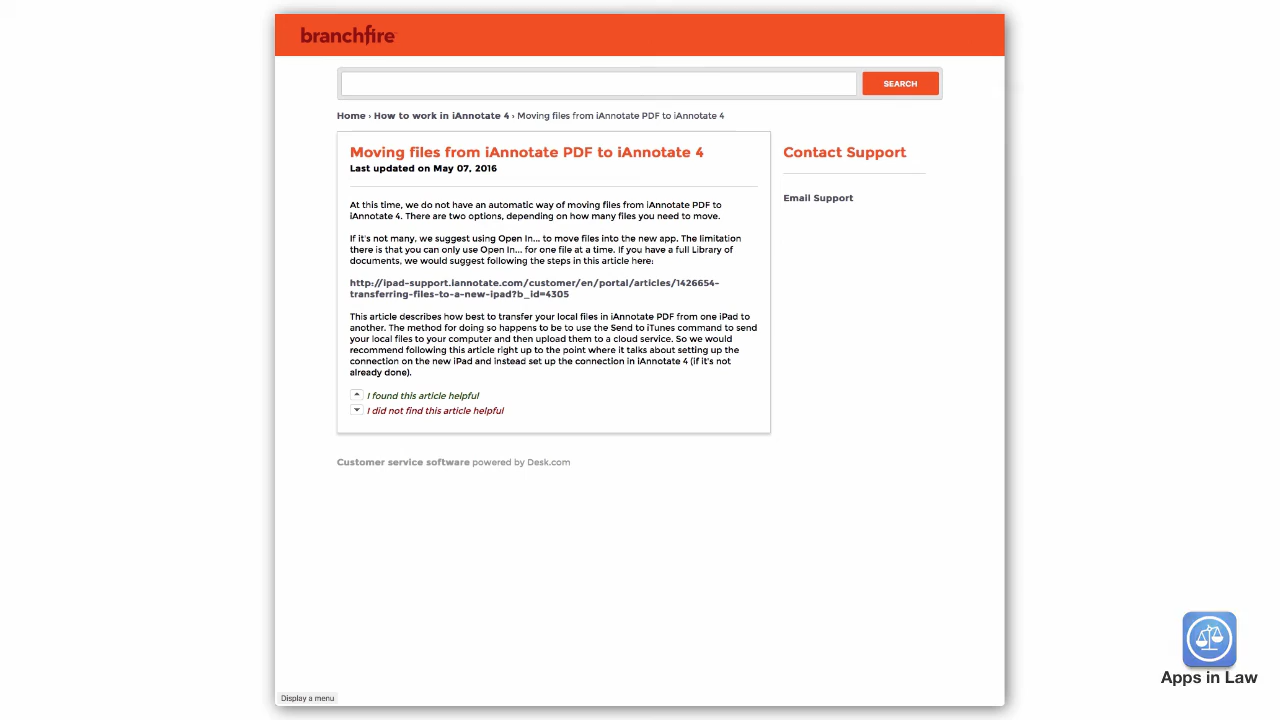 branchfire
SEARCH
Home › How to work in iAnnotate 4 › Moving files from iAnnotate PDF to iAnnotate 4
Moving files from iAnnotate PDF to iAnnotate 4
Last updated on May 07, 2016
At this time, we do not have an automatic way of moving files from iAnnotate PDF to
iAnnotate 4. There are two options, depending on how many files you need to move.
If it's not many, we suggest using Open In... to move files into the new app. The limitation
there is that you can only use Open In... for one file at a time. If you have a full Library of
documents, we would suggest following the steps in this article here:
http://ipad-support.iannotate.com/customer/en/portal/articles/1426654-
transferring-files-to-a-new-ipad?b_id=4305
This article describes how best to transfer your local files in iAnnotate PDF from one iPad to
another. The method for doing so happens to be to use the Send to iTunes command to send
your local files to your computer and then upload them to a cloud service. So we would
recommend following this article right up to the point where it talks about setting up the
connection on the new iPad and instead set up the connection in iAnnotate 4 (if it's not
already done).
I found this article helpful
I did not find this article helpful
Contact Support
Email Support
Customer service software powered by Desk.com
Display a menu
Apps in Law